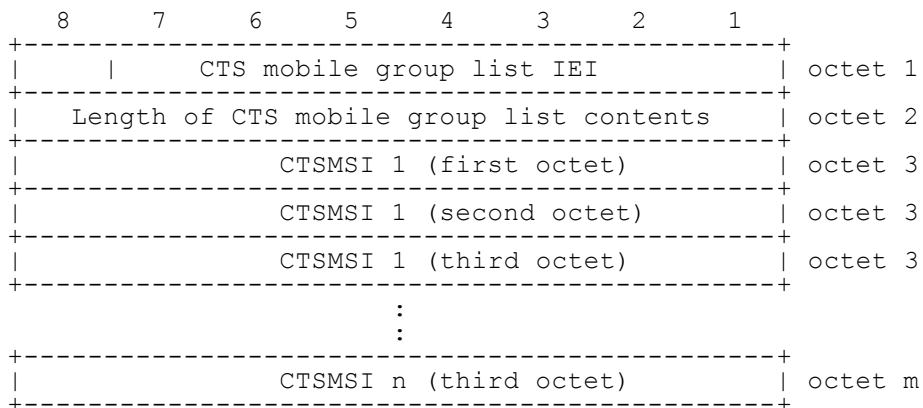 8 7 6 5 4 3 2 1
+-----------------------------------------------+
| | CTS mobile group list IEI | octet 1
+-----------------------------------------------+
| Length of CTS mobile group list contents | octet 2
+-----------------------------------------------+
| CTSMSI 1 (first octet) | octet 3
+-----------------------------------------------+
| CTSMSI 1 (second octet) | octet 3
+-----------------------------------------------+
| CTSMSI 1 (third octet) | octet 3
+-----------------------------------------------+
:
:
+-----------------------------------------------+
| CTSMSI n (third octet) | octet m
+-----------------------------------------------+